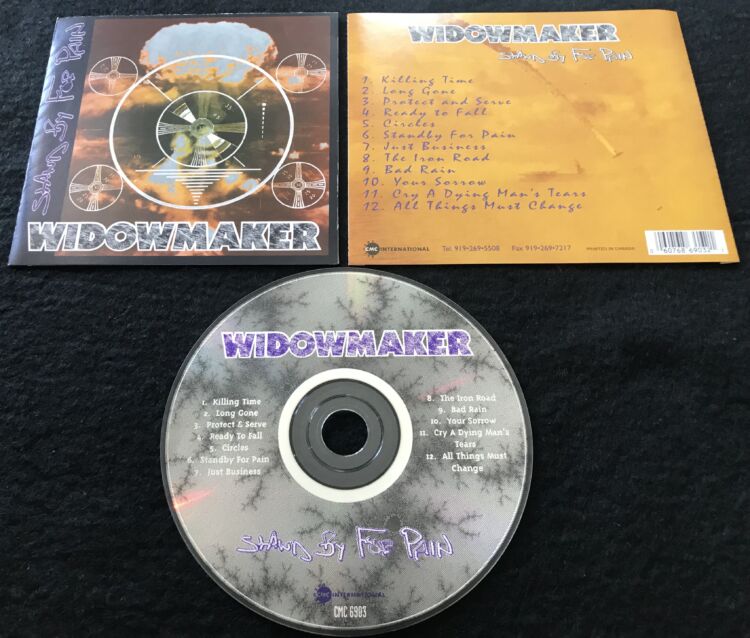 STAND BY FOR PAIN
WIDOWMAKER
WIDOWMAKER
STAND BY FOR PAIN
1. Killing Time
2. Long Gone
3. Protect and Serve
4. Ready to Fall
5. Circles
6. Standby For Pain
7. Just Business
8. The Iron Road
9. Bad Rain
10. Your Sorrow
11. Cry A Dying Man's Tears
12. All Things Must Change
CMC INTERNATIONAL Tel 919•269•5508 Fax 919•269•7217 PRINTED IN CANADA
60768 69032
WIDOWMAKER
1. Killing Time
2. Long Gone
3. Protect & Serve
4. Ready To Fall
5. Circles
6. Standby For Pain
7. Just Business
8. The Iron Road
9. Bad Rain
10. Your Sorrow
11. Cry A Dying Man's
Tears
12. All Things Must
Change
STAND BY FOR PAIN
CMC INTERNATIONAL
CMC 6903